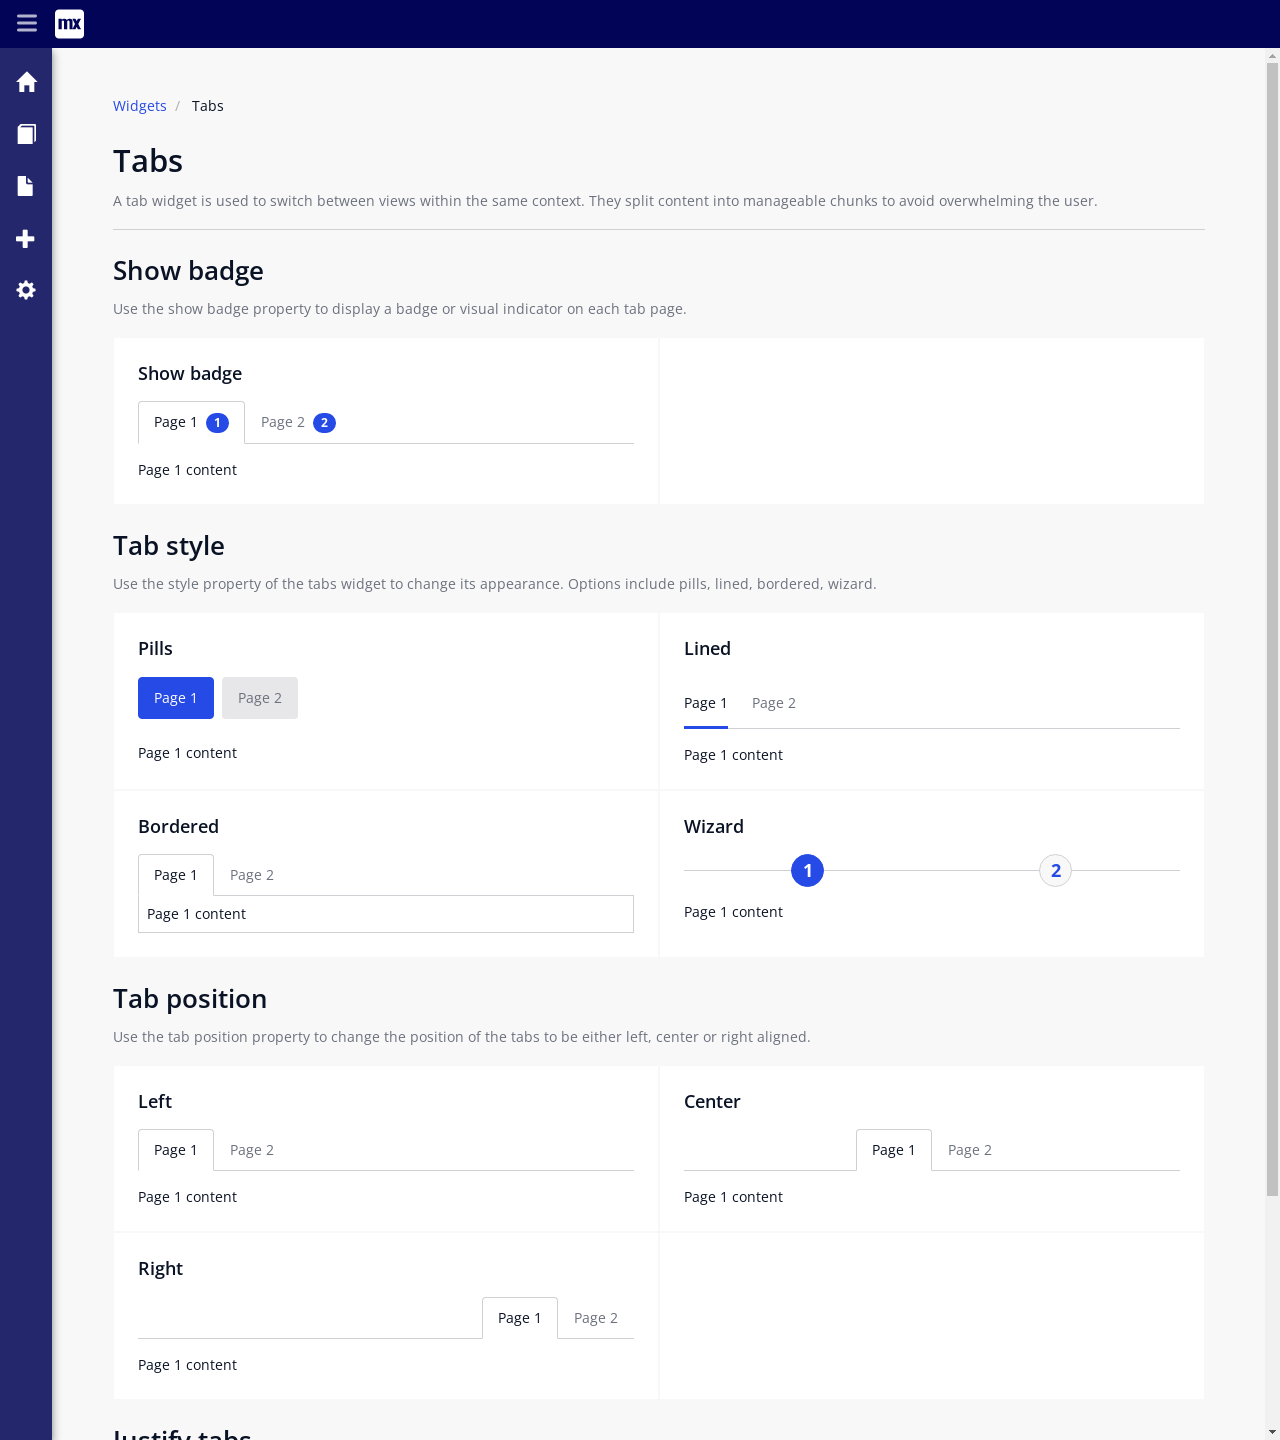 mx
Widgets / Tabs
Tabs
A tab widget is used to switch between views within the same context. They split content into manageable chunks to avoid overwhelming the user.
Show badge
Use the show badge property to display a badge or visual indicator on each tab page.
Show badge
Page 1 1 Page 2 2
Page 1 content
Tab style
Use the style property of the tabs widget to change its appearance. Options include pills, lined, bordered, wizard.
Pills
Page 1 Page 2
Page 1 content
Lined
Page 1 Page 2
Page 1 content
Bordered
Page 1 Page 2
Page 1 content
Wizard
1 2
Page 1 content
Tab position
Use the tab position property to change the position of the tabs to be either left, center or right aligned.
Left
Page 1 Page 2
Page 1 content
Center
Page 1 Page 2
Page 1 content
Right
Page 1 Page 2
Page 1 content
Justify tabs